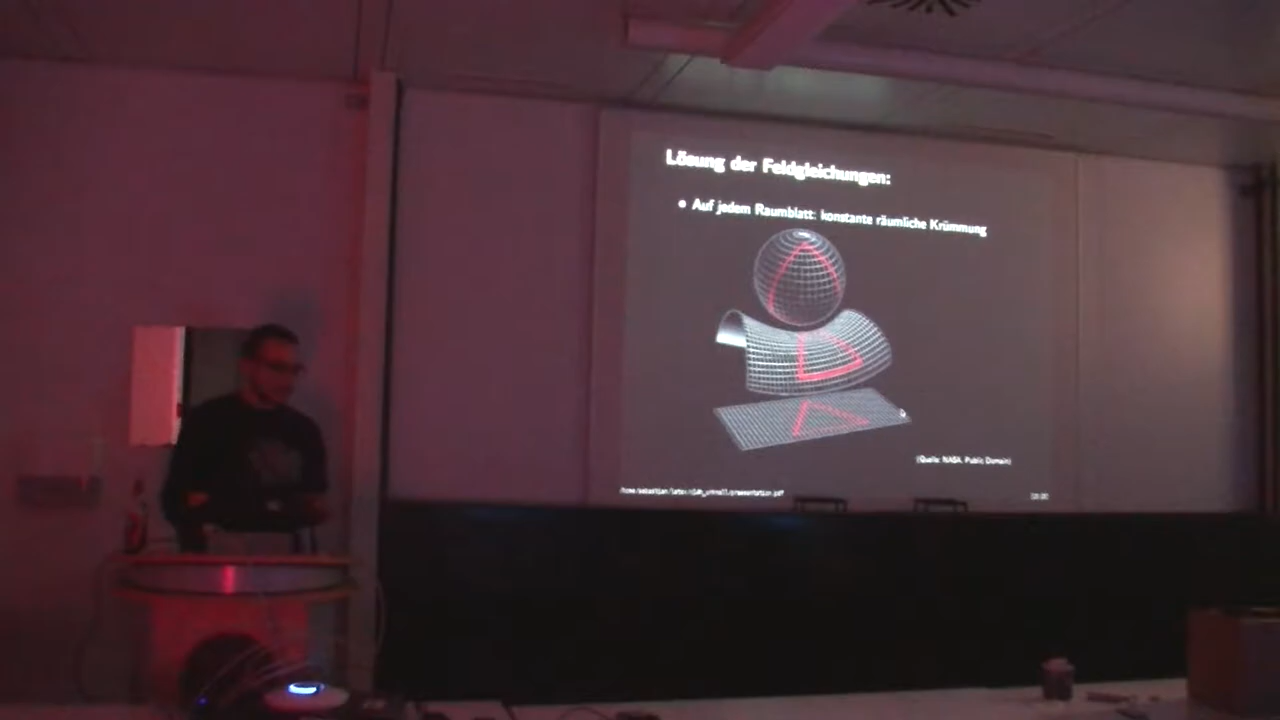 Lösung der Feldgleichungen:
• Auf jedem Raumblatt: konstante räumliche Krümmung
(Quelle: NASA, Public Domain)